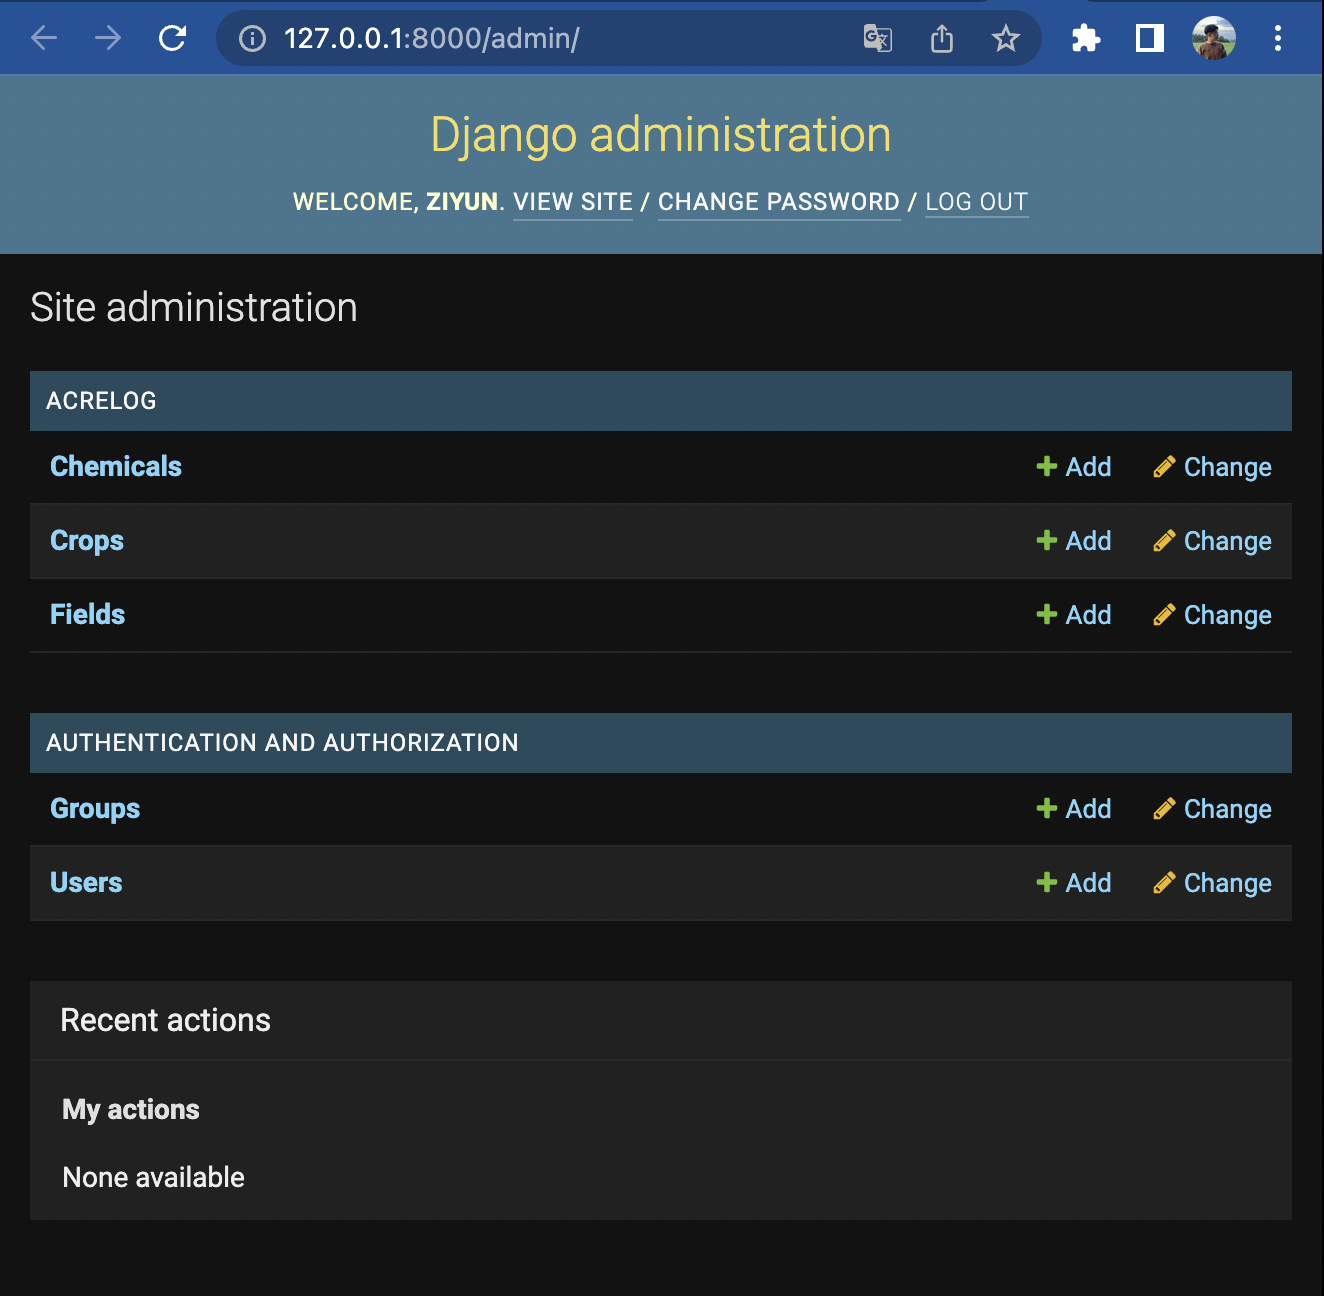 127.0.0.1:8000/admin/
Django administration
WELCOME, ZIYUN. VIEW SITE / CHANGE PASSWORD / LOG OUT
Site administration
ACRELOG
Chemicals Add Change
Crops Add Change
Fields Add Change
AUTHENTICATION AND AUTHORIZATION
Groups Add Change
Users Add Change
Recent actions
My actions
None available